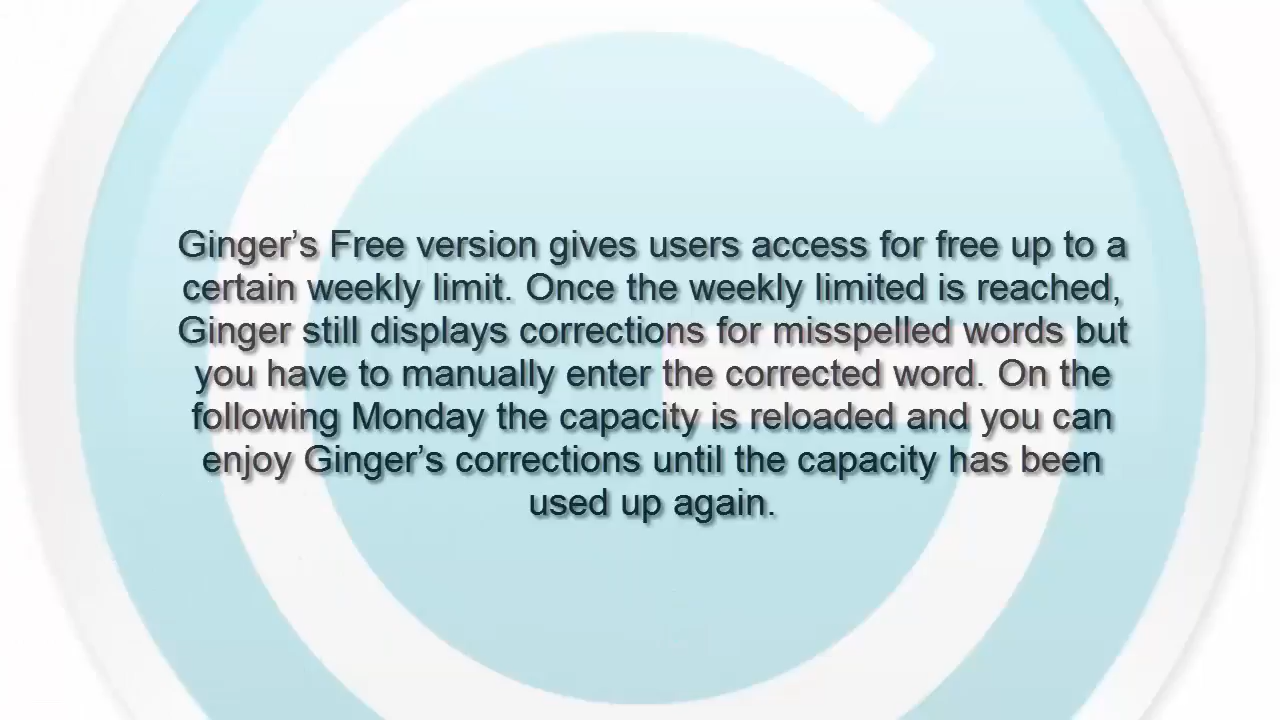 Ginger’s Free version gives users access for free up to a
certain weekly limit. Once the weekly limited is reached,
Ginger still displays corrections for misspelled words but
you have to manually enter the corrected word. On the
following Monday the capacity is reloaded and you can
enjoy Ginger’s corrections until the capacity has been
used up again.